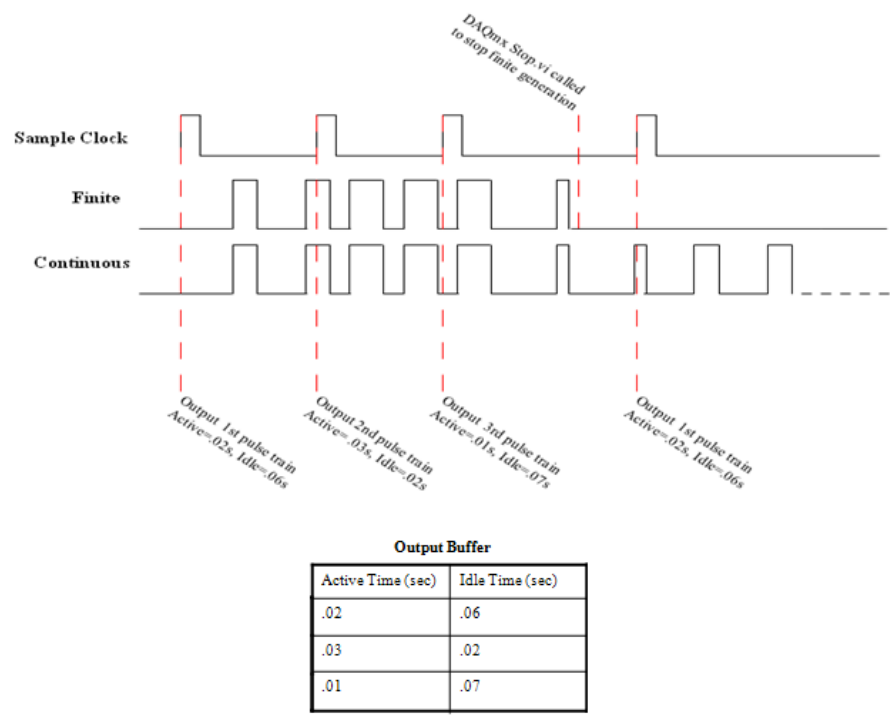 DAQmx Stop.vi called
to stop finite generation
Sample Clock
Finite
Continuous
Output 1st pulse train
Active=.02s, Idle=.06s
Output 2nd pulse train
Active= .03s, Idle=.02s
Output 3rd pulse train
Active=.01s, Idle=.07s
Output 1st pulse train
Active=.02s, Idle=.06s
Output Buffer
Active Time (sec) Idle Time (sec)
.02 .06
.03 .02
.01 .07